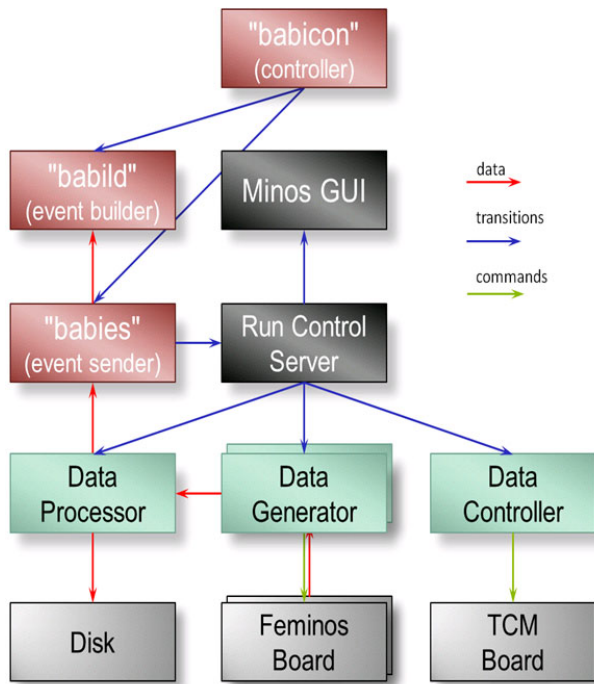 "babicon"
(controller)
"babild"
(event builder)
Minos GUI
data
transitions
commands
"babies"
(event sender)
Run Control
Server
Data
Processor
Data
Generator
Data
Controller
Disk
Feminos
Board
TCM
Board